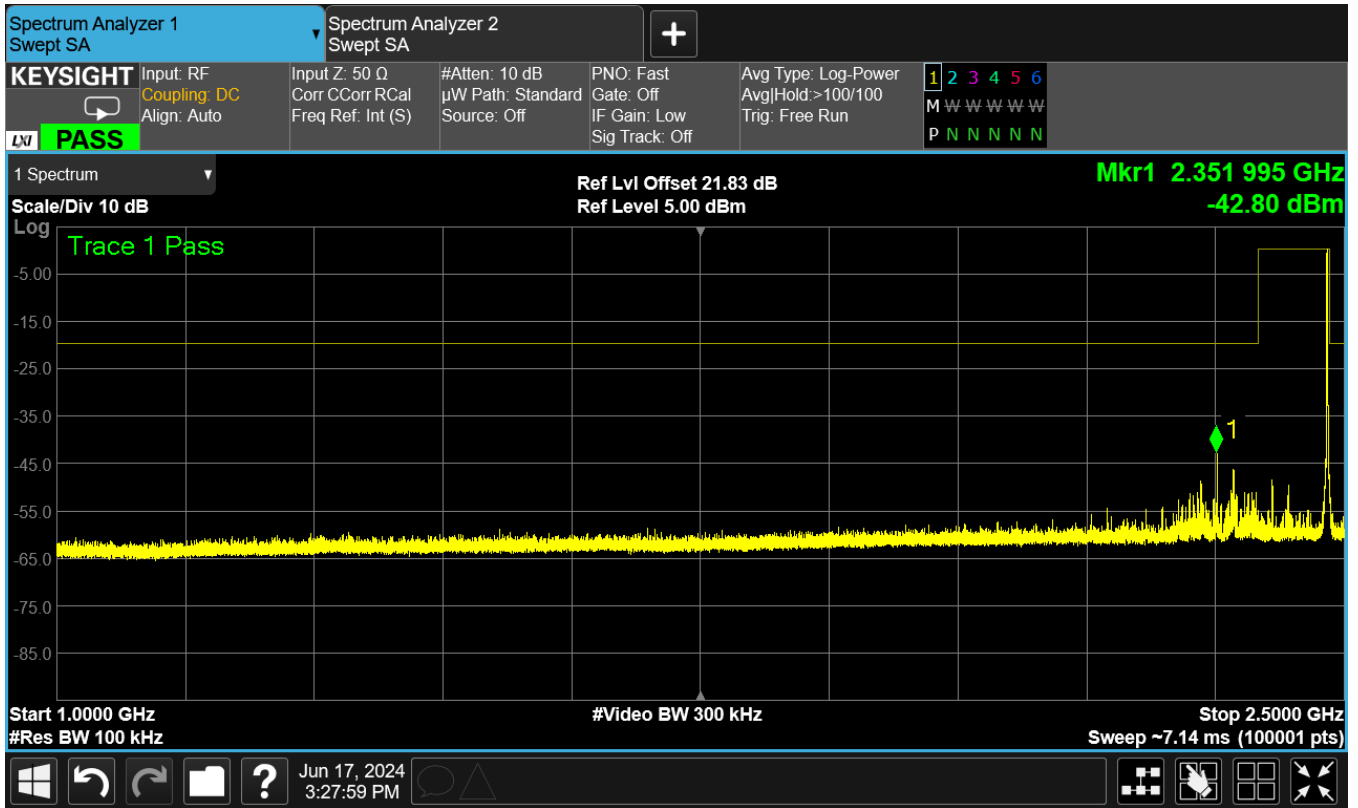 Spectrum Analyzer 1
Swept SA
Spectrum Analyzer 2
Swept SA
KEYSIGHT
LXI
PASS
Input: RF
Coupling: DC
Align: Auto
Input Z: 50 Ω
Corr CCorr RCal
Freq Ref: Int (S)
#Atten: 10 dB
µW Path: Standard
Source: Off
PNO: Fast
Gate: Off
IF Gain: Low
Sig Track: Off
Avg Type: Log-Power
Avg|Hold:>100/100
Trig: Free Run
1 2 3 4 5 6
M W W W W W
P N N N N N
1 Spectrum
Scale/Div 10 dB
Ref Lvl Offset 21.83 dB
Ref Level 5.00 dBm
Mkr1 2.351 995 GHz
-42.80 dBm
Log
Trace 1 Pass
-5.00
-15.0
-25.0
-35.0
1
-45.0
-55.0
-65.0
-75.0
-85.0
Start 1.0000 GHz
#Res BW 100 kHz
#Video BW 300 kHz
Stop 2.5000 GHz
Sweep ~7.14 ms (100001 pts)
?
Jun 17, 2024
3:27:59 PM